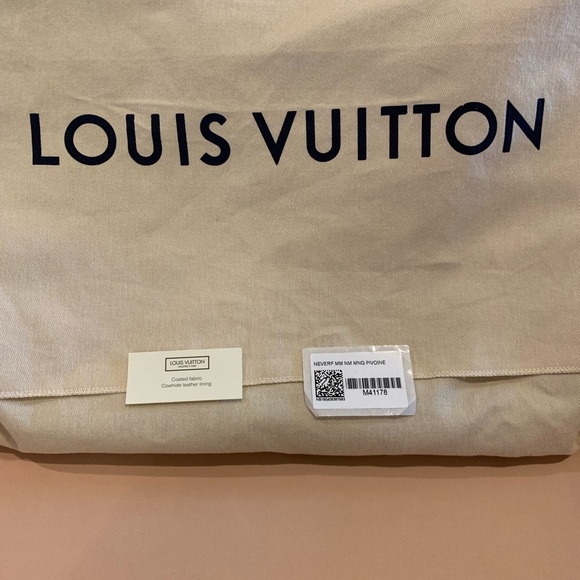 LOUIS VUITTON
LOUIS VUITTON
Coated fabric
Cowhide leather lining
NEVERF MM NM MNG PIVOINE
M41178